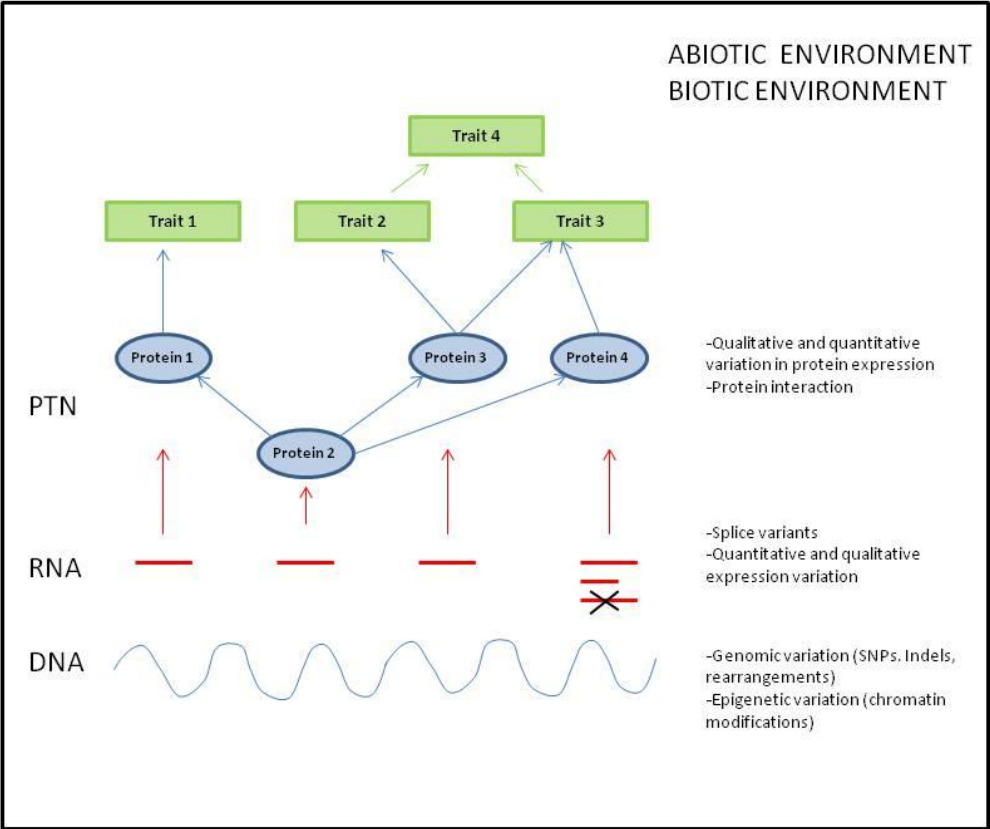 ABIOTIC ENVIRONMENT
BIOTIC ENVIRONMENT
Trait 4
Trait 1
Trait 2
Trait 3
Protein 1
Protein 3
Protein 4
-Qualitative and quantitative
variation in protein expression
-Protein interaction
PTN
Protein 2
-Splice variants
-Quantitative and qualitative
expression variation
RNA
DNA
-Genomic variation (SNPs. Indels,
rearrangements)
-Epigenetic variation (chromatin
modifications)